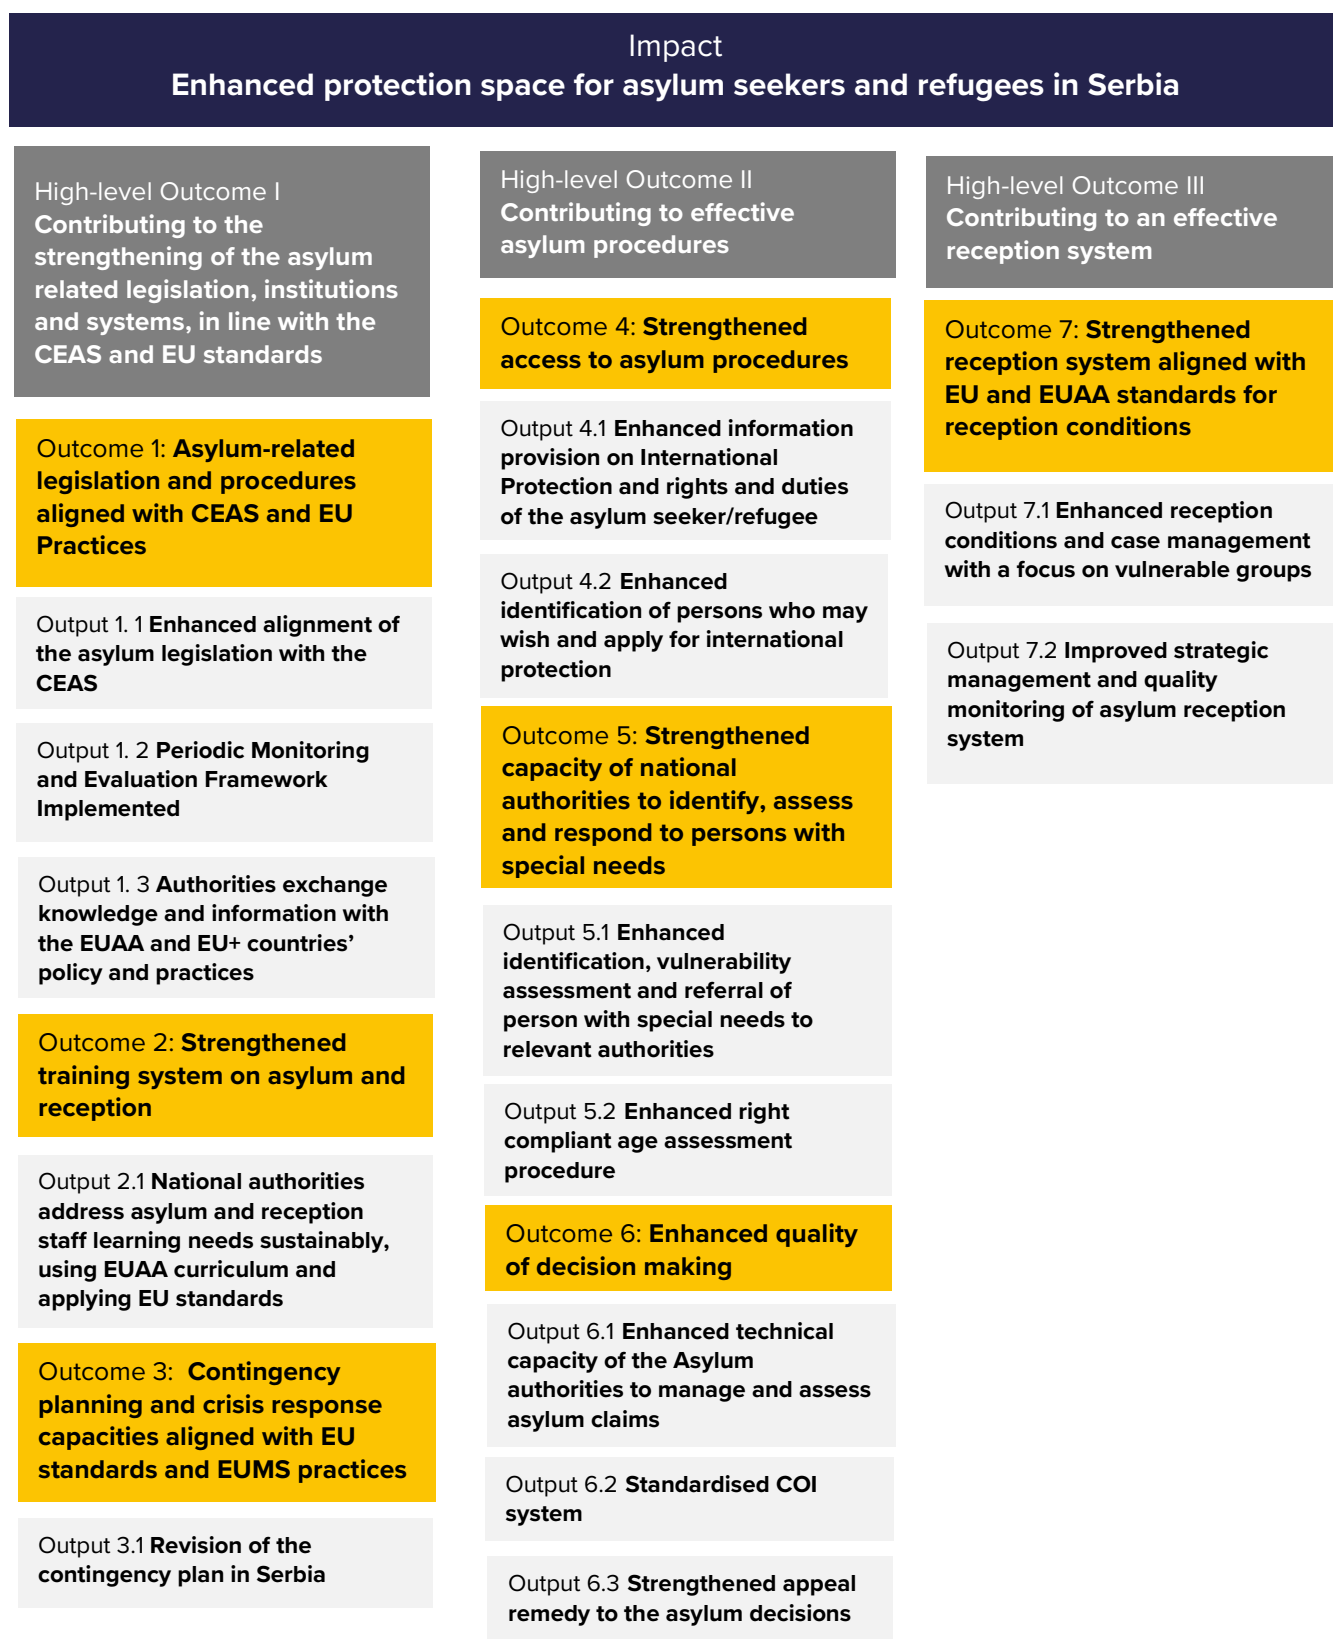 Impact
Enhanced protection space for asylum seekers and refugees in Serbia
High-level Outcome I
Contributing to the
strengthening of the asylum
related legislation, institutions
and systems, in line with the
CEAS and EU standards
Outcome 1: Asylum-related
legislation and procedures
aligned with CEAS and EU
Practices
Output 1. 1 Enhanced alignment of
the asylum legislation with the
CEAS
Output 1. 2 Periodic Monitoring
and Evaluation Framework
Implemented
Output 1. 3 Authorities exchange
knowledge and information with
the EUAA and EU+ countries’
policy and practices
Outcome 2: Strengthened
training system on asylum and
reception
Output 2.1 National authorities
address asylum and reception
staff learning needs sustainably,
using EUAA curriculum and
applying EU standards
Outcome 3:  Contingency
planning and crisis response
capacities aligned with EU
standards and EUMS practices
Output 3.1 Revision of the
contingency plan in Serbia
High-level Outcome II
Contributing to effective
asylum procedures
Outcome 4: Strengthened
access to asylum procedures
Output 4.1 Enhanced information
provision on International
Protection and rights and duties
of the asylum seeker/refugee
Output 4.2 Enhanced
identification of persons who may
wish and apply for international
protection
Outcome 5: Strengthened
capacity of national
authorities to identify, assess
and respond to persons with
special needs
Output 5.1 Enhanced
identification, vulnerability
assessment and referral of
person with special needs to
relevant authorities
Output 5.2 Enhanced right
compliant age assessment
procedure
Outcome 6: Enhanced quality
of decision making
Output 6.1 Enhanced technical
capacity of the Asylum
authorities to manage and assess
asylum claims
Output 6.2 Standardised COI
system
Output 6.3 Strengthened appeal
remedy to the asylum decisions
High-level Outcome III
Contributing to an effective
reception system
Outcome 7: Strengthened
reception system aligned with
EU and EUAA standards for
reception conditions
Output 7.1 Enhanced reception
conditions and case management
with a focus on vulnerable groups
Output 7.2 Improved strategic
management and quality
monitoring of asylum reception
system